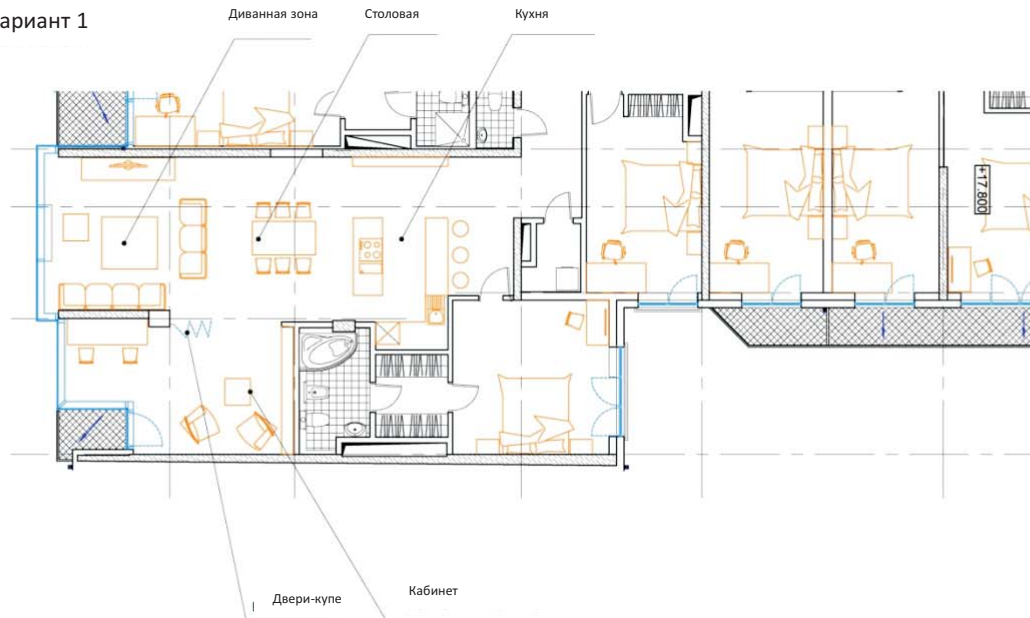 ариант 1
Диванная зона
Столовая
Кухня
+17.800
Двери-купе
Кабинет